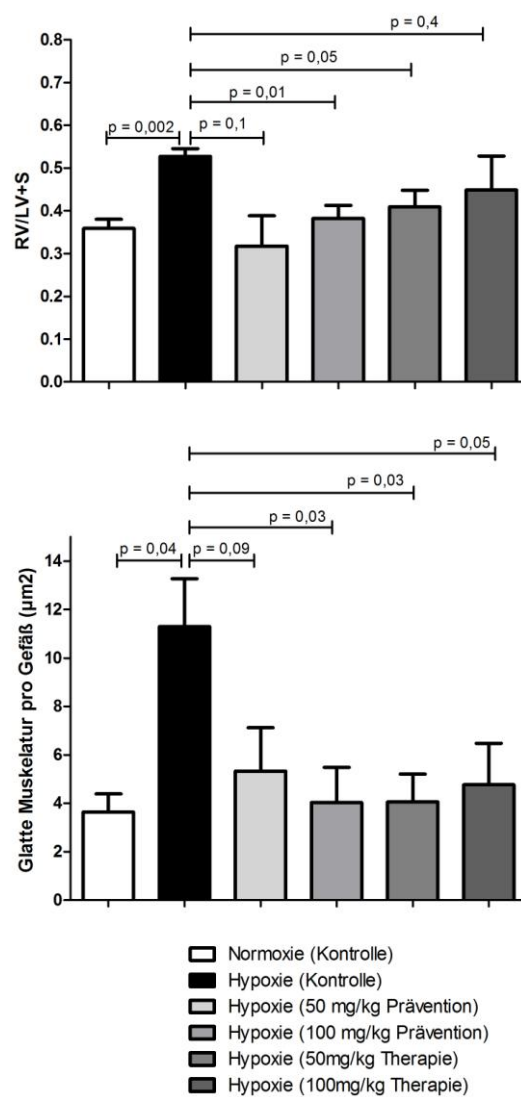 p = 0,4
0.8
p = 0,05
0.7
p = 0,01
0.6
p = 0,002
p = 0,1
0.5
0.4
0.3
0.2
0.1
0.0
RV/LV+S
p = 0,05
p = 0,03
p = 0,03
p = 0,04
p = 0,09
14
12
10
8
6
4
2
0
Glatte Muskelatur pro Gefäß (µm2)
Normoxie (Kontrolle)
Hypoxie (Kontrolle)
Hypoxie (50 mg/kg Prävention)
Hypoxie (100 mg/kg Prävention)
Hypoxie (50mg/kg Therapie)
Hypoxie (100mg/kg Therapie)